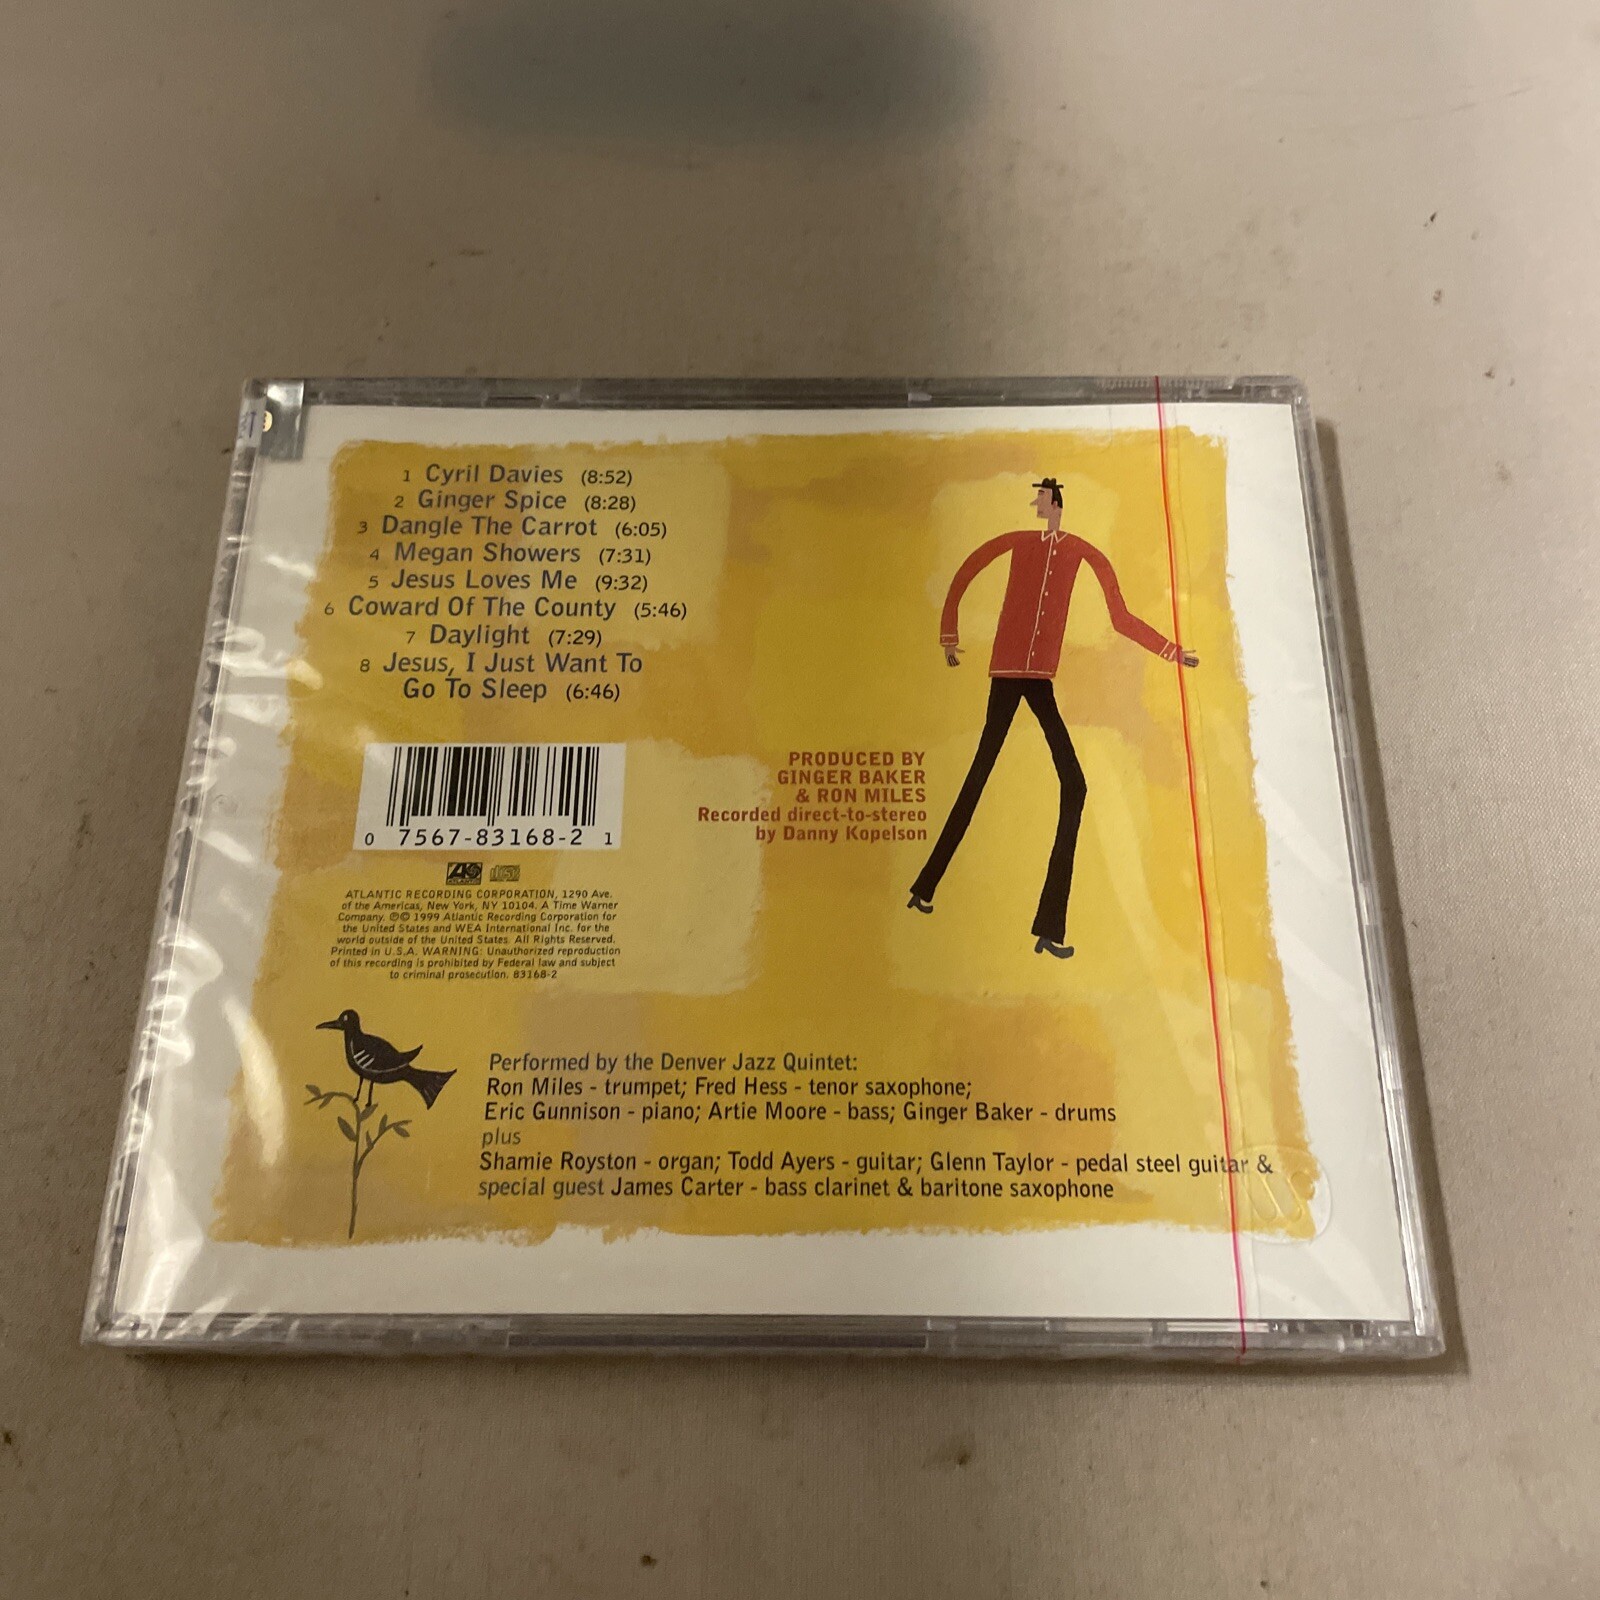 1 Cyril Davies (8:52)
2 Ginger Spice (8:28)
3 Dangle The Carrot (6:05)
4 Megan Showers (7:31)
5 Jesus Loves Me (9:32)
6 Coward Of The County (5:46)
7 Daylight (7:29)
8 Jesus, I Just Want To
Go To Sleep (6:46)
PRODUCED BY
GINGER BAKER
& RON MILES
Recorded direct-to-stereo
by Danny Kopelson
0 7567-83168-2 1
ATLANTIC
ATLANTIC RECORDING CORPORATION, 1290 Ave.
of the Americas, New York, NY 10104. A Time Warner
Company. ℗© 1999 Atlantic Recording Corporation for
the United States and WEA International Inc. for the
world outside of the United States. All Rights Reserved.
Printed in U.S.A. WARNING: Unauthorized reproduction
of this recording is prohibited by Federal law and subject
to criminal prosecution. 83168-2
Performed by the Denver Jazz Quintet:
Ron Miles - trumpet; Fred Hess - tenor saxophone;
Eric Gunnison - piano; Artie Moore - bass; Ginger Baker - drums
plus
Shamie Royston - organ; Todd Ayers - guitar; Glenn Taylor - pedal steel guitar &
special guest James Carter - bass clarinet & baritone saxophone